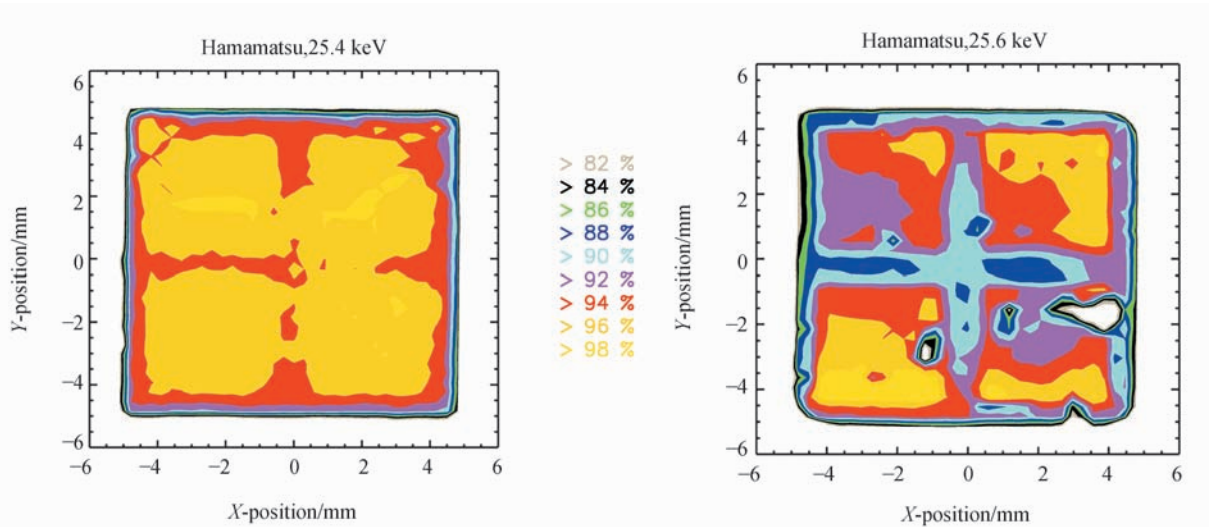 Hamamatsu,25.4 keV
6
4
2
0
−2
−4
−6
Y-position/mm
−6 −4 −2 0 2 4 6
X-position/mm
> 82 %
> 84 %
> 86 %
> 88 %
> 90 %
> 92 %
> 94 %
> 96 %
> 98 %
Hamamatsu,25.6 keV
6
4
2
0
−2
−4
−6
Y-position/mm
−6 −4 −2 0 2 4 6
X-position/mm